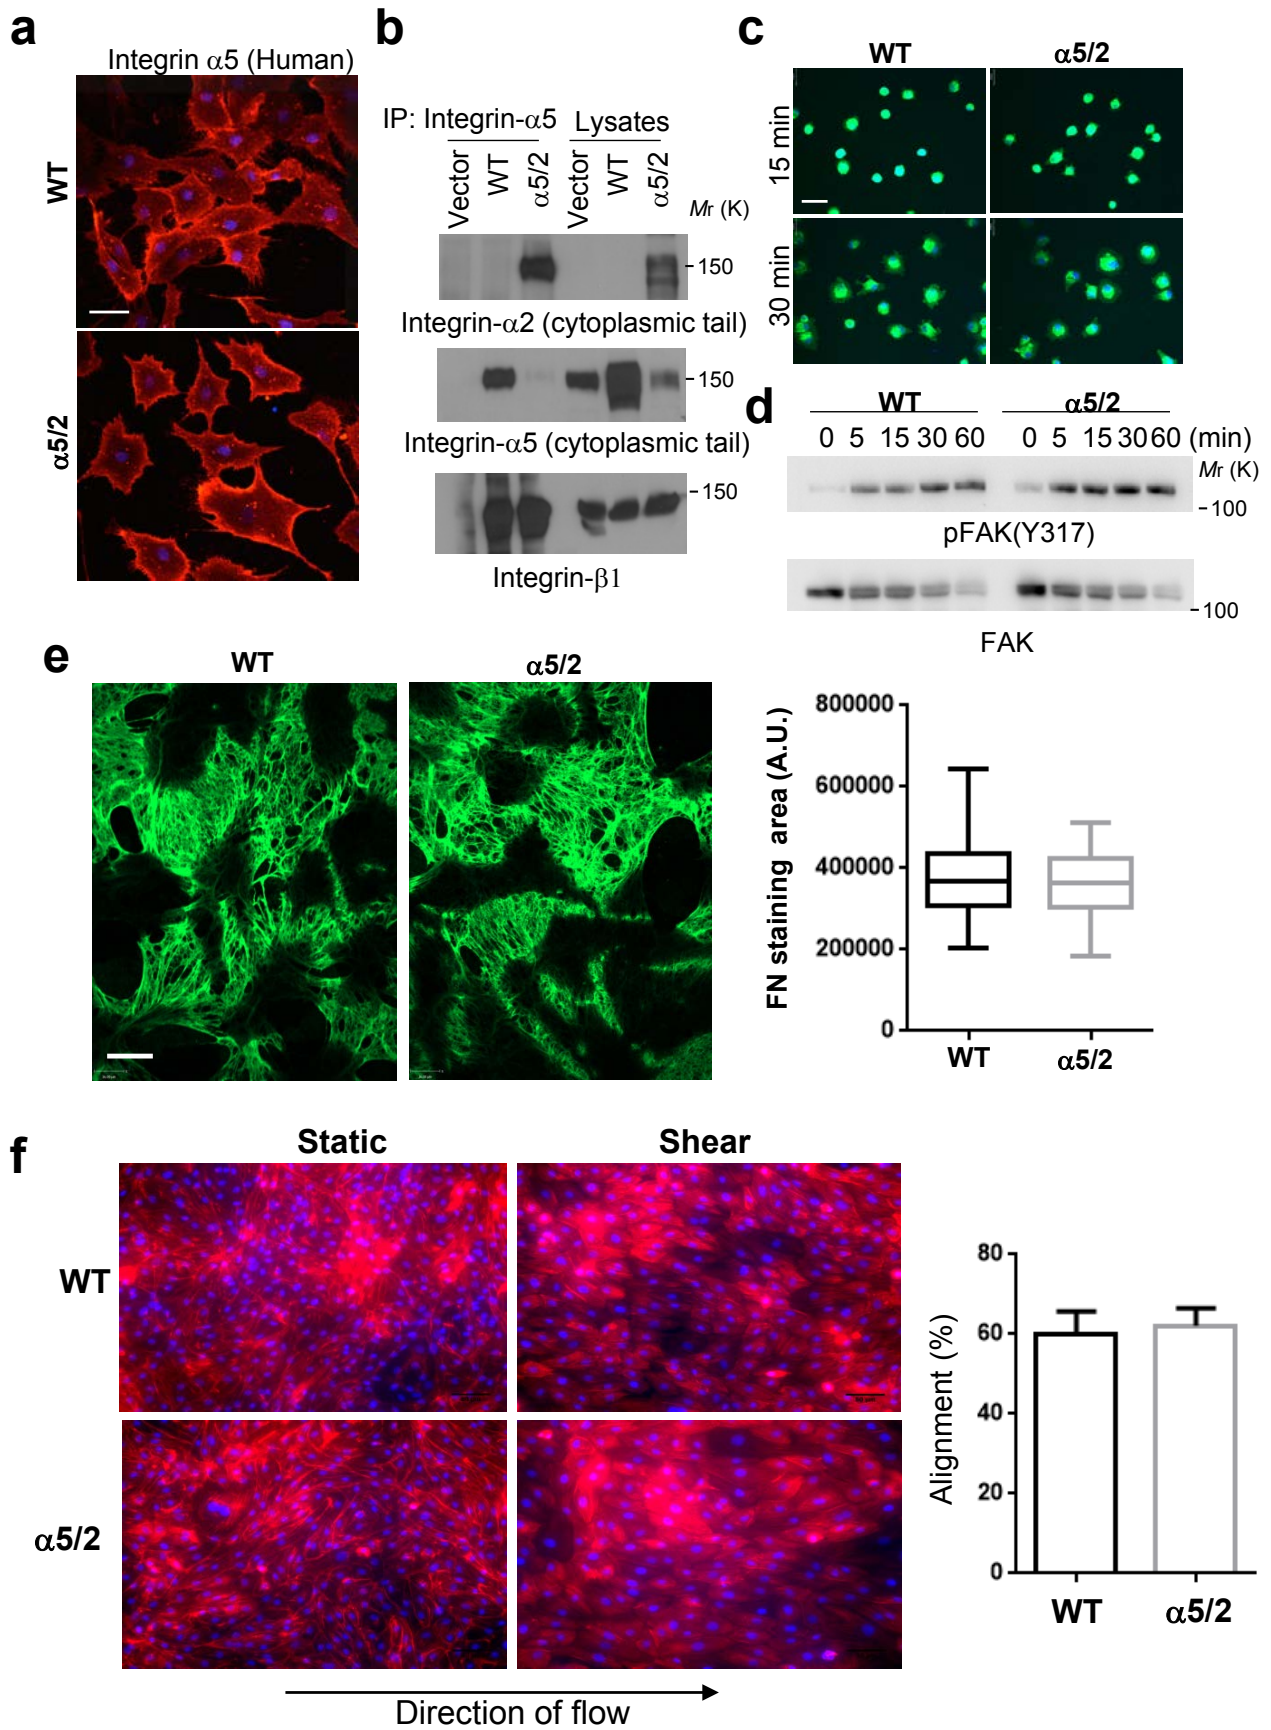 a
Integrin α5 (Human)
WT
α5/2
b
IP: Integrin-α5
Lysates
Vector
WT
α5/2
Vector
WT
α5/2
Mr (K)
150
Integrin-α2 (cytoplasmic tail)
150
Integrin-α5 (cytoplasmic tail)
150
Integrin-β1
c
WT
α5/2
15 min
30 min
d
WT
α5/2
0 5 15 30 60
0 5 15 30 60 (min)
Mr (K)
100
pFAK(Y317)
100
FAK
e
WT
α5/2
FN staining area (A.U.)
800000
600000
400000
200000
0
WT
α5/2
f
Static
Shear
WT
α5/2
Direction of flow
Alignment (%)
80
60
40
20
0
WT
α5/2